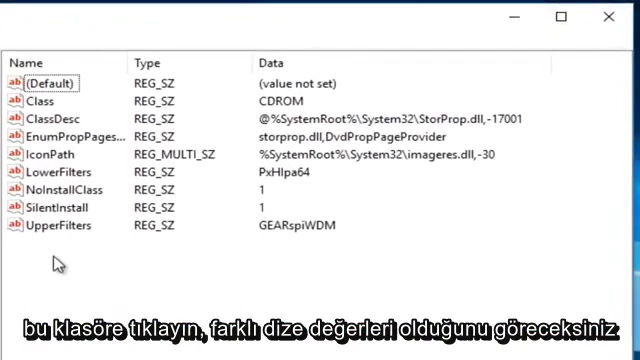 Name Type Data
(Default) REG_SZ (value not set)
Class REG_SZ CDROM
ClassDesc REG_SZ @%SystemRoot%\System32\StorProp.dll,-17001
EnumPropPages... REG_SZ storprop.dll,DvdPropPageProvider
IconPath REG_MULTI_SZ %SystemRoot%\System32\imageres.dll,-30
LowerFilters REG_SZ PxHlpa64
NoInstallClass REG_SZ 1
SilentInstall REG_SZ 1
UpperFilters REG_SZ GEARspiWDM
bu klasöre tıklayın, farklı dize değerleri olduğunu göreceksiniz.